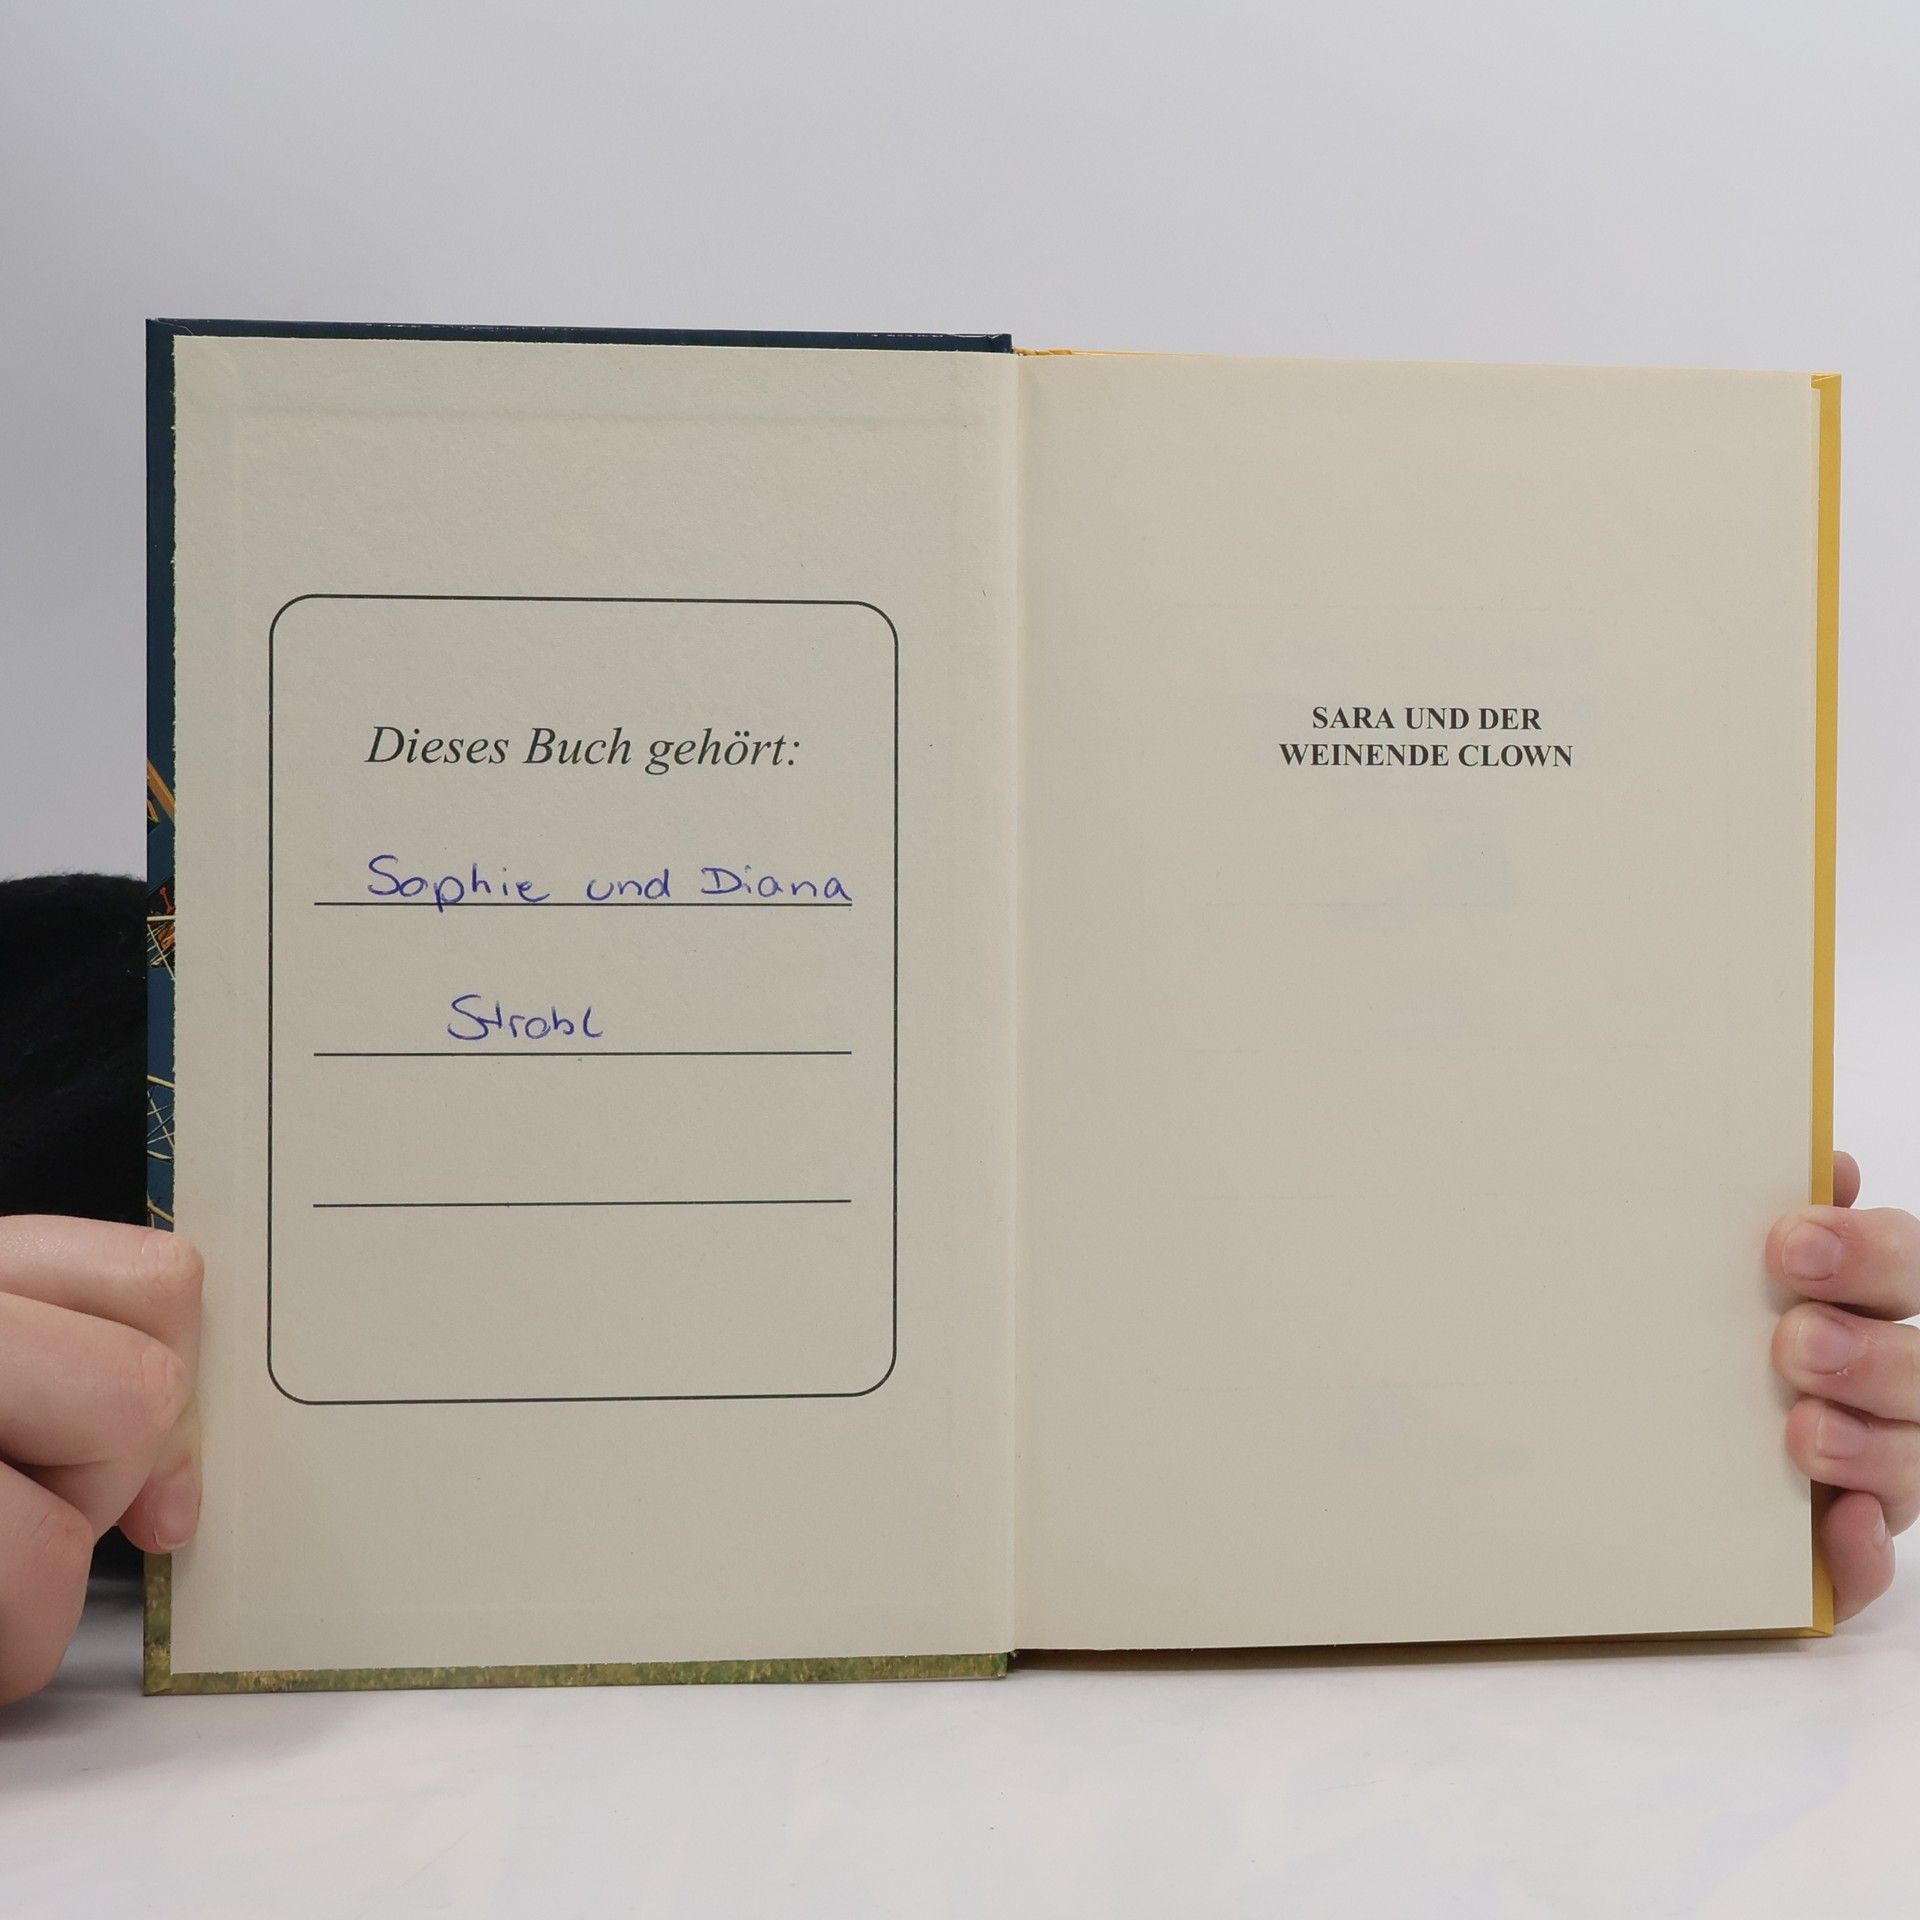 Dieses Buch gehört:
Sophie und Diana
Strobl
SARA UND DER
WEINENDE CLOWN